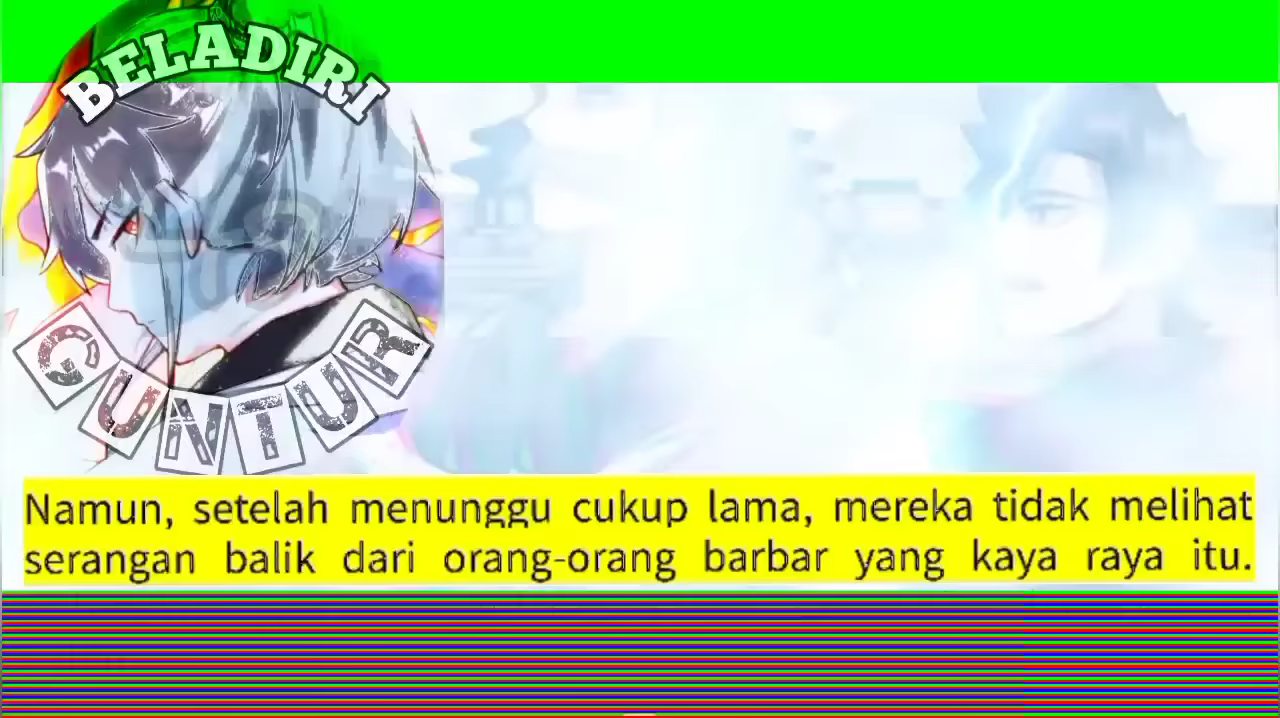 BELADIRI
GUNTUR
Namun, setelah menunggu cukup lama, mereka tidak melihat
serangan balik dari orang-orang barbar yang kaya raya itu.